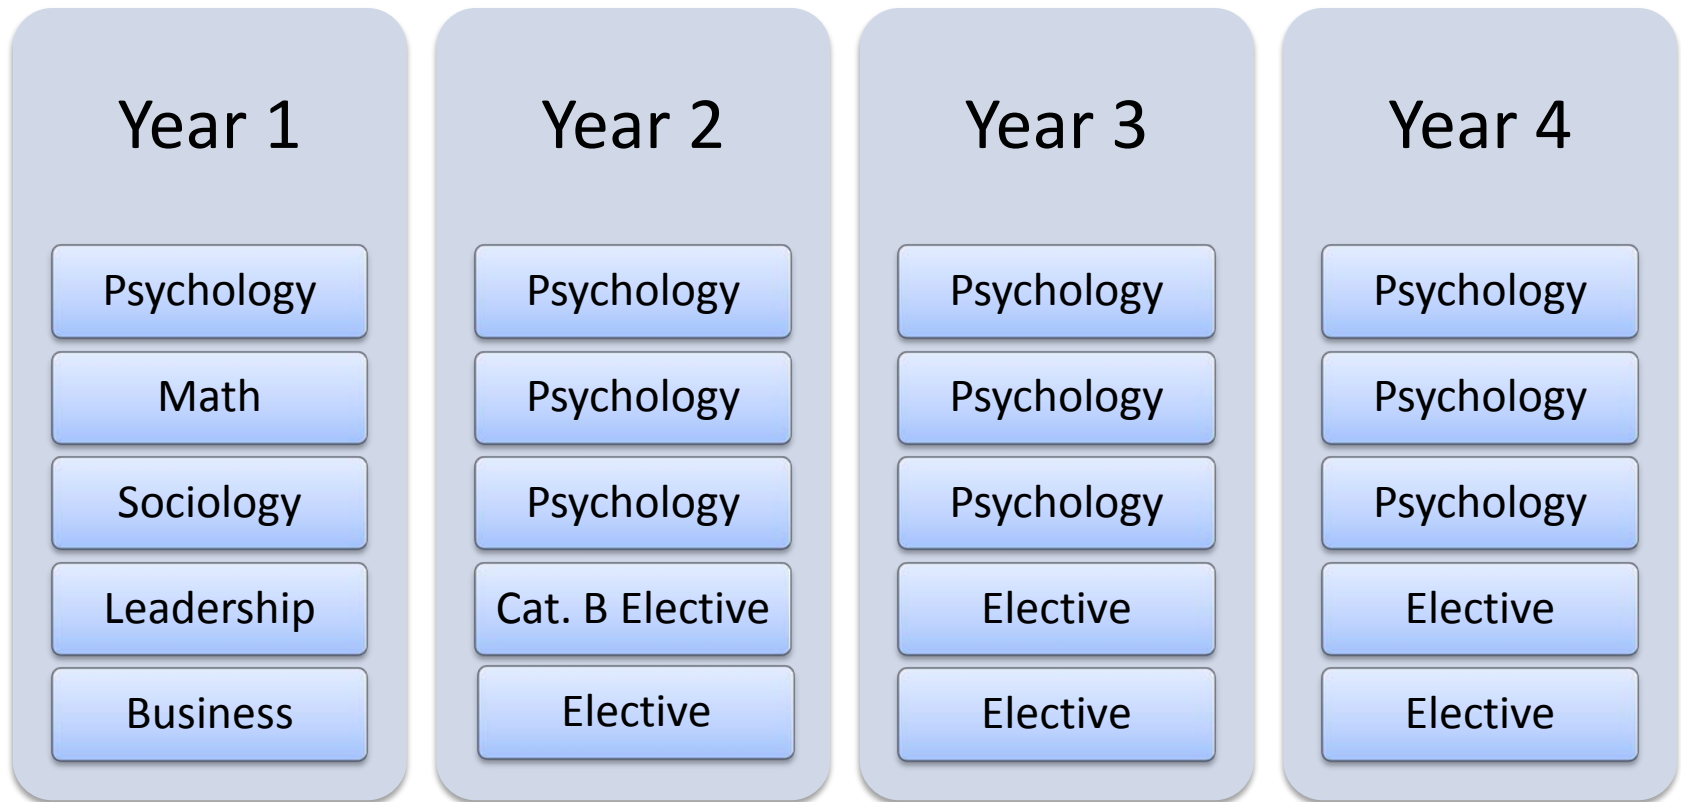 Year 1
Psychology
Math
Sociology
Leadership
Business
Year 2
Psychology
Psychology
Psychology
Cat. B Elective
Elective
Year 3
Psychology
Psychology
Psychology
Elective
Elective
Year 4
Psychology
Psychology
Psychology
Elective
Elective